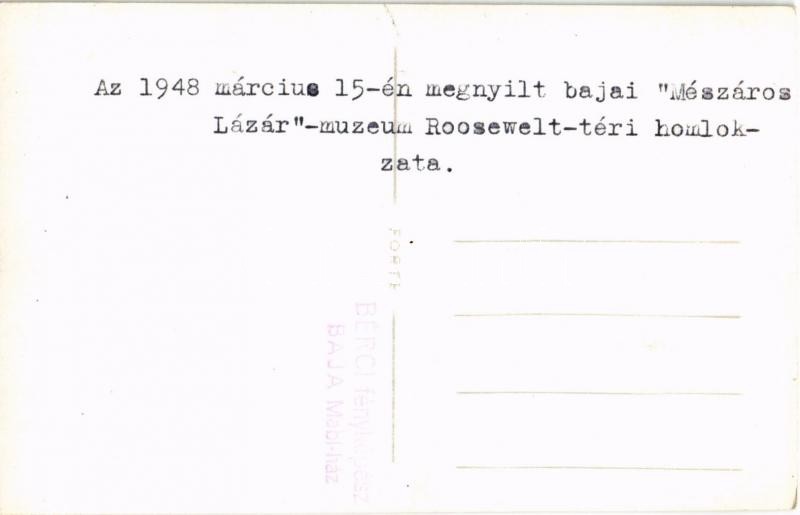 Az 1948 március 15-én megnyilt bajai "Mészáros
Lázár"-muzeum Roosewelt-téri homlok-
zata.
FORTE
BÉRCI fényképész
BAJA Mabi-ház